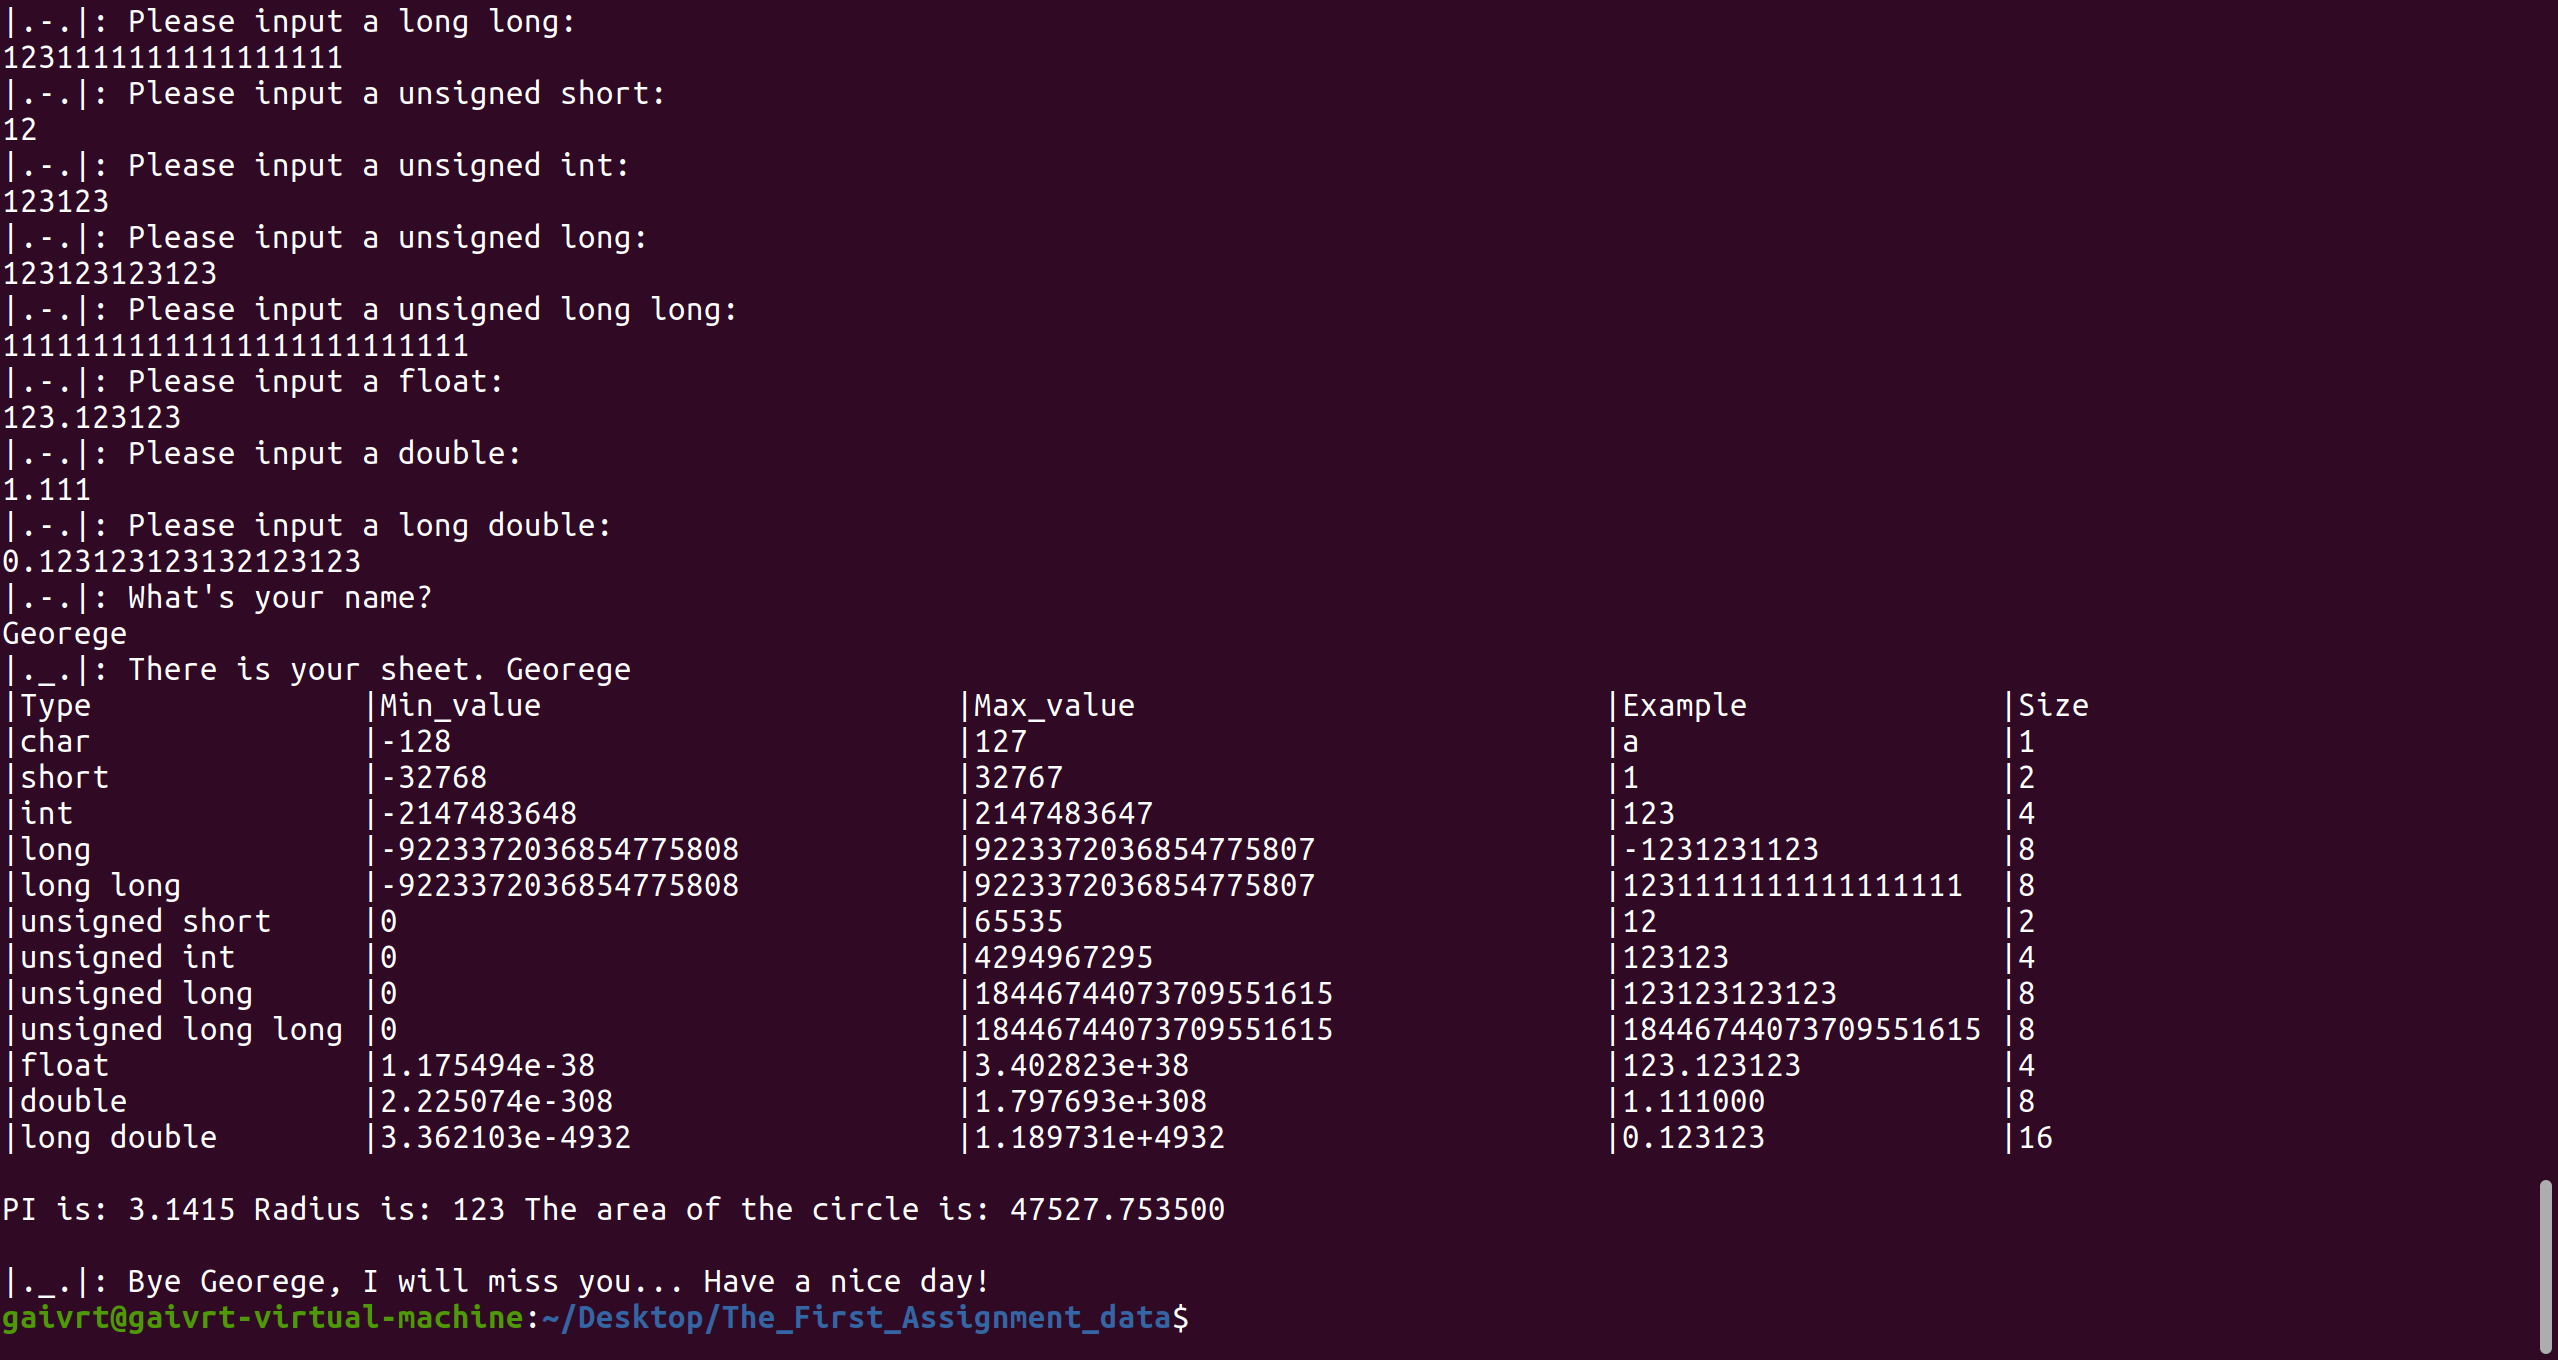 |.-.|: Please input a long long:
1231111111111111111
|.-.|: Please input a unsigned short:
12
|.-.|: Please input a unsigned int:
123123
|.-.|: Please input a unsigned long:
123123123123
|.-.|: Please input a unsigned long long:
11111111111111111111111111
|.-.|: Please input a float:
123.123123
|.-.|: Please input a double:
1.111
|.-.|: Please input a long double:
0.123123123132123123
|.-.|: What's your name?
Georege
|._.|: There is your sheet. Georege
|Type |Min_value |Max_value |Example |Size
|char |-128 |127 |a |1
|short |-32768 |32767 |1 |2
|int |-2147483648 |2147483647 |123 |4
|long |-9223372036854775808 |9223372036854775807 |-1231231123 |8
|long long |-9223372036854775808 |9223372036854775807 |1231111111111111111 |8
|unsigned short |0 |65535 |12 |2
|unsigned int |0 |4294967295 |123123 |4
|unsigned long |0 |18446744073709551615 |123123123123 |8
|unsigned long long |0 |18446744073709551615 |18446744073709551615 |8
|float |1.175494e-38 |3.402823e+38 |123.123123 |4
|double |2.225074e-308 |1.797693e+308 |1.111000 |8
|long double |3.362103e-4932 |1.189731e+4932 |0.123123 |16
PI is: 3.1415 Radius is: 123 The area of the circle is: 47527.753500
|._.|: Bye Georege, I will miss you... Have a nice day!
gaivrt@gaivrt-virtual-machine:~/Desktop/The_First_Assignment_data$